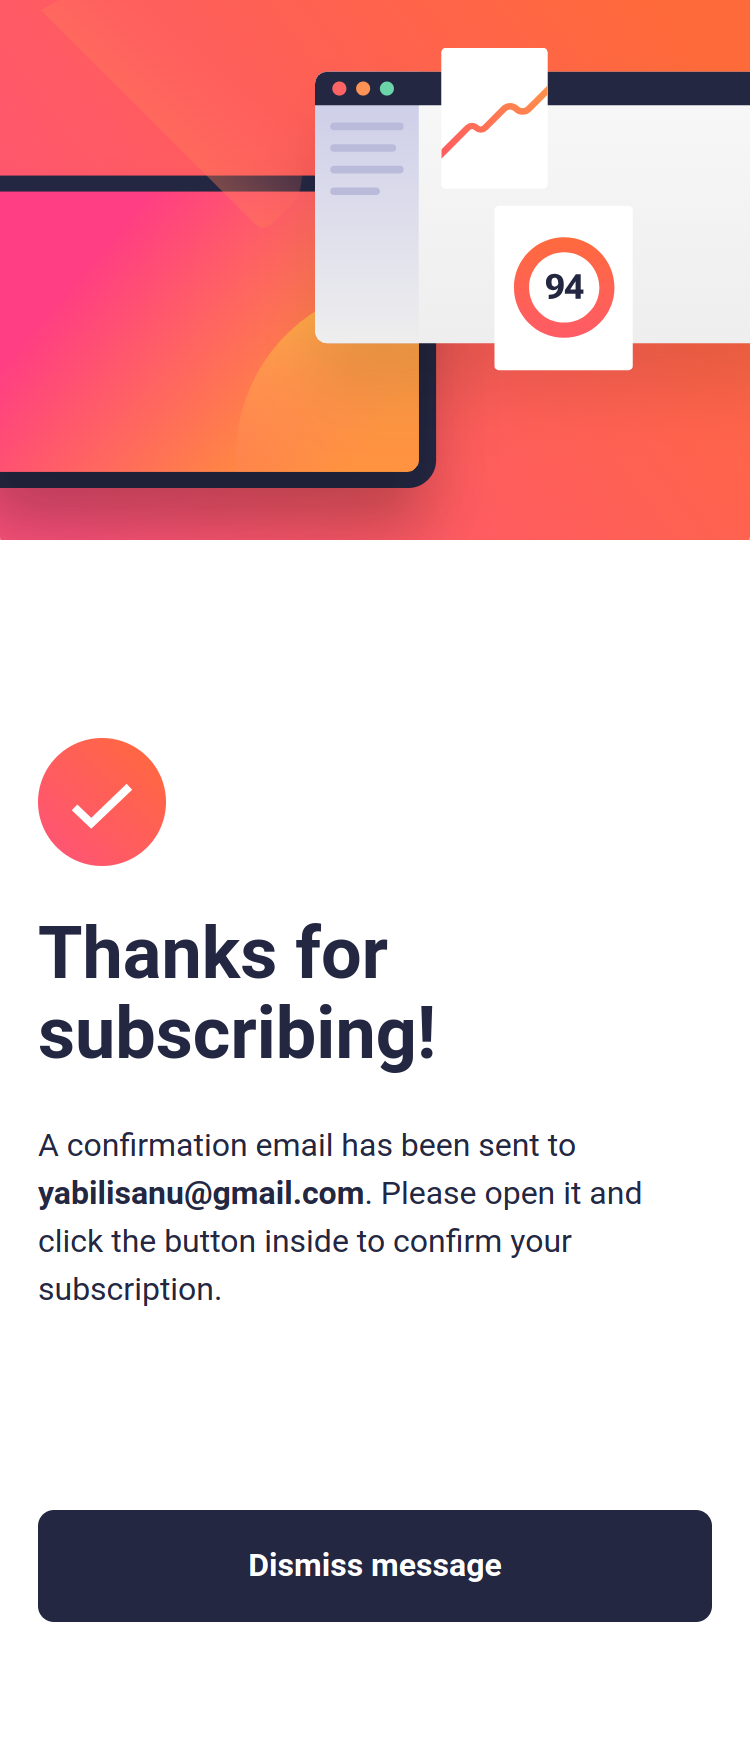 94
Thanks for
subscribing!
A confirmation email has been sent to
yabilisanu@gmail.com. Please open it and
click the button inside to confirm your
subscription.
Dismiss message